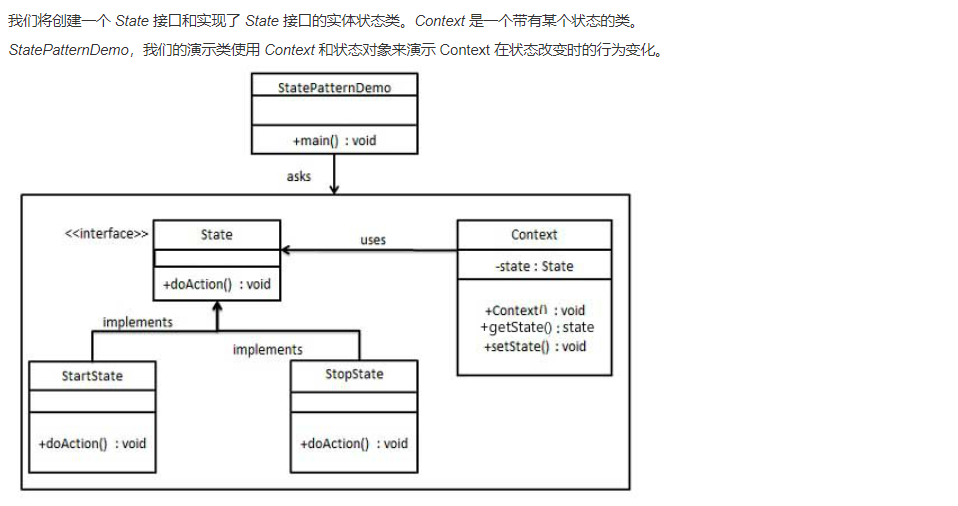 我们将创建一个 State 接口和实现了 State 接口的实体状态类。Context 是一个带有某个状态的类。
StatePatternDemo，我们的演示类使用 Context 和状态对象来演示 Context 在状态改变时的行为变化。
StatePatternDemo
+main() : void
asks
<<interface>>
State
+doAction() : void
uses
Context
-state : State
+Context() : void
+getState() : state
+setState() : void
implements
implements
StartState
+doAction() : void
StopState
+doAction() : void